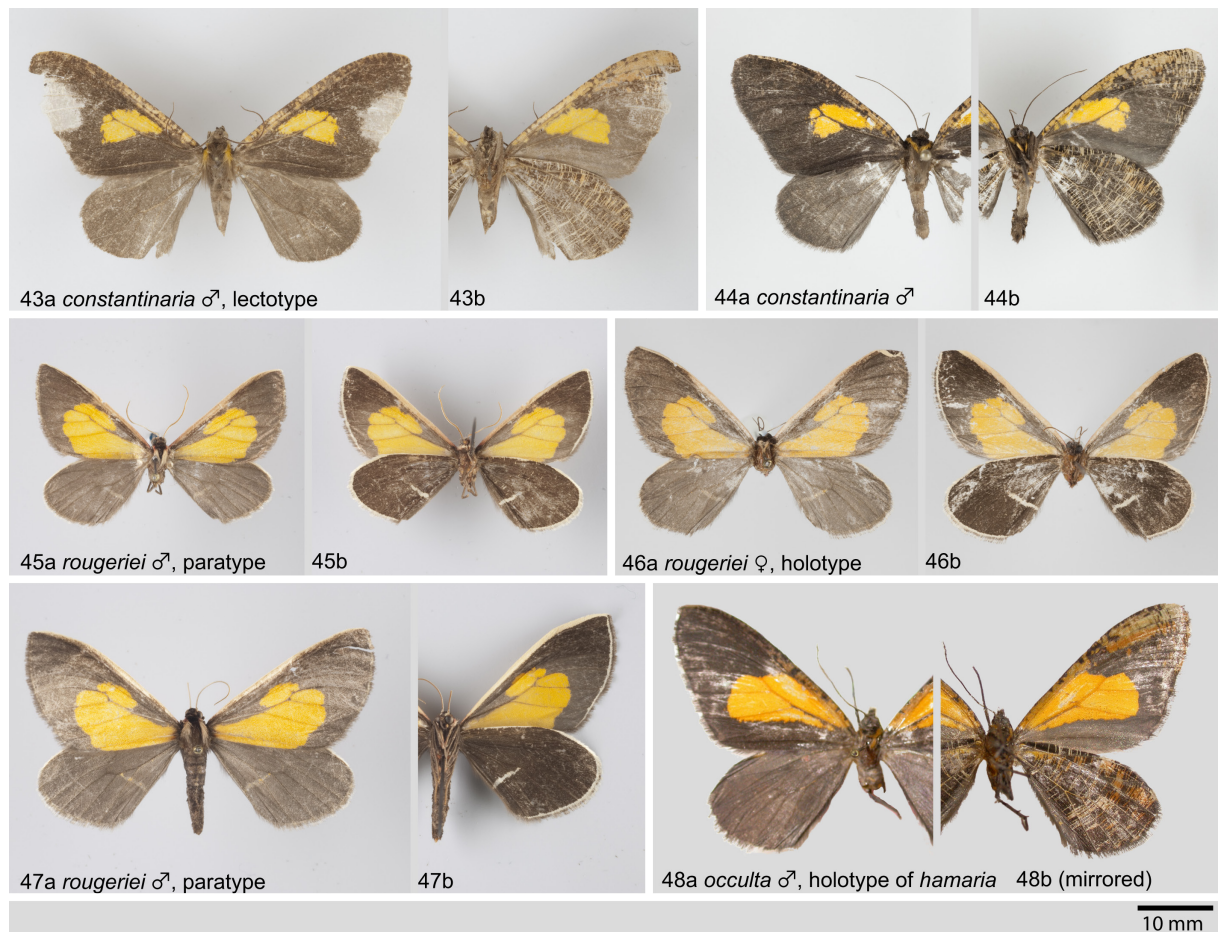 43a constantinaria ♂, lectotype
43b
44a constantinaria ♂
44b
45a rougeriei ♂, paratype
45b
46a rougeriei ♀, holotype
46b
47a rougeriei ♂, paratype
47b
48a occulta ♂, holotype of hamaria
48b (mirrored)
10 mm